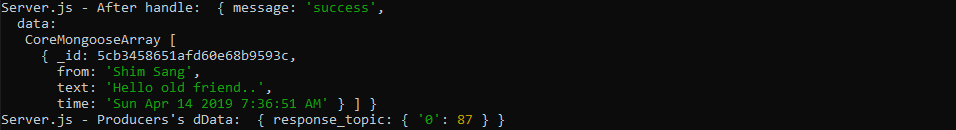 Server.js - After handle:  { message: 'success',
  data:
   CoreMongooseArray [
     { _id: 5cb3458651afd60e68b9593c,
       from: 'Shim Sang',
       text: 'Hello old friend..',
       time: 'Sun Apr 14 2019 7:36:51 AM' } ] }
Server.js - Producers's dData:  { response_topic: { '0': 87 } }